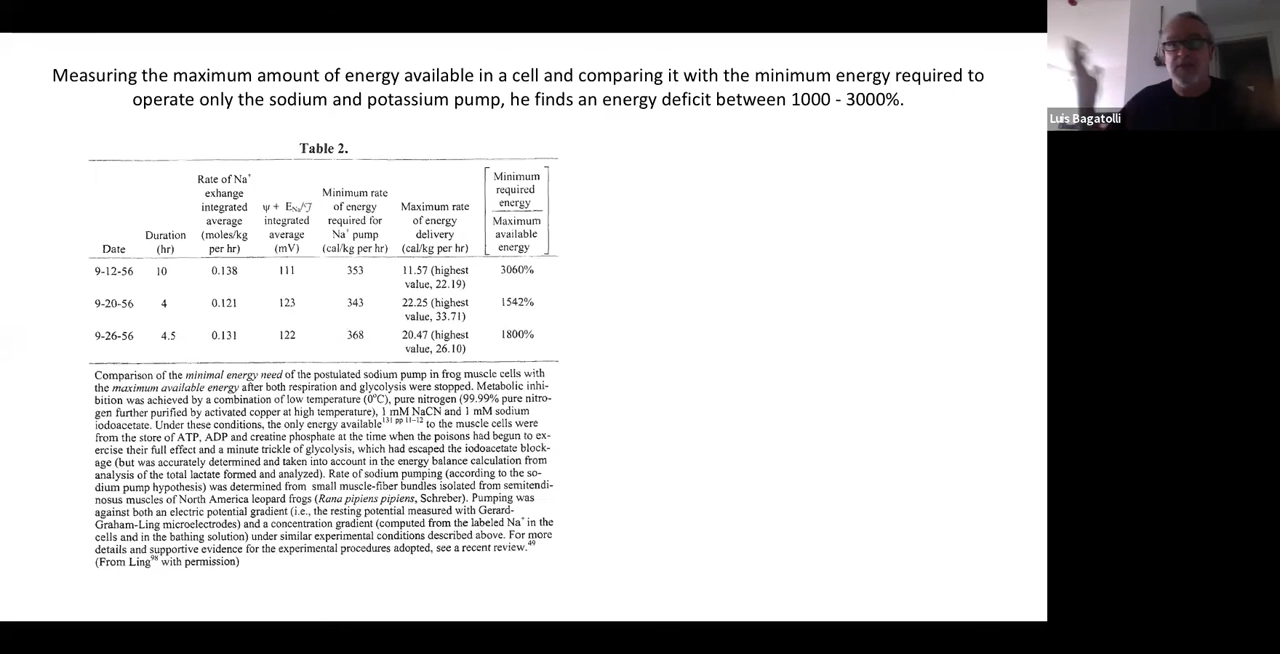 Measuring the maximum amount of energy available in a cell and comparing it with the minimum energy required to
operate only the sodium and potassium pump, he finds an energy deficit between 1000 - 3000%.
Luis Bagatolli
Table 2.
Date
Duration
(hr)
Rate of Na⁺
exhange
integrated
average
(moles/kg
per hr)
ψ + E_Na/ℱ
integrated
average
(mV)
Minimum rate
of energy
required for
Na⁺ pump
(cal/kg per hr)
Maximum rate
of energy
delivery
(cal/kg per hr)
Minimum
required
energy
Maximum
available
energy
9-12-56 10 0.138 111 353 11.57 (highest 3060%
value, 22.19)
9-20-56 4 0.121 123 343 22.25 (highest 1542%
value, 33.71)
9-26-56 4.5 0.131 122 368 20.47 (highest 1800%
value, 26.10)
Comparison of the minimal energy need of the postulated sodium pump in frog muscle cells with
the maximum available energy after both respiration and glycolysis were stopped. Metabolic inhi-
bition was achieved by a combination of low temperature (0°C), pure nitrogen (99.99% pure nitro-
gen further purified by activated copper at high temperature), 1 mM NaCN and 1 mM sodium
iodoacetate. Under these conditions, the only energy available¹³¹ ᵖᵖ ¹¹⁻¹² to the muscle cells were
from the store of ATP, ADP and creatine phosphate at the time when the poisons had begun to ex-
ercise their full effect and a minute trickle of glycolysis, which had escaped the iodoacetate block-
age (but was accurately determined and taken into account in the energy balance calculation from
analysis of the total lactate formed and analyzed). Rate of sodium pumping (according to the so-
dium pump hypothesis) was determined from small muscle-fiber bundles isolated from semitendi-
nosus muscles of North America leopard frogs (Rana pipiens pipiens, Schreber). Pumping was
against both an electric potential gradient (i.e., the resting potential measured with Gerard-
Graham-Ling microelectrodes) and a concentration gradient (computed from the labeled Na⁺ in the
cells and in the bathing solution) under similar experimental conditions described above. For more
details and supportive evidence for the experimental procedures adopted, see a recent review.⁴⁹
(From Ling⁹⁸ with permission)